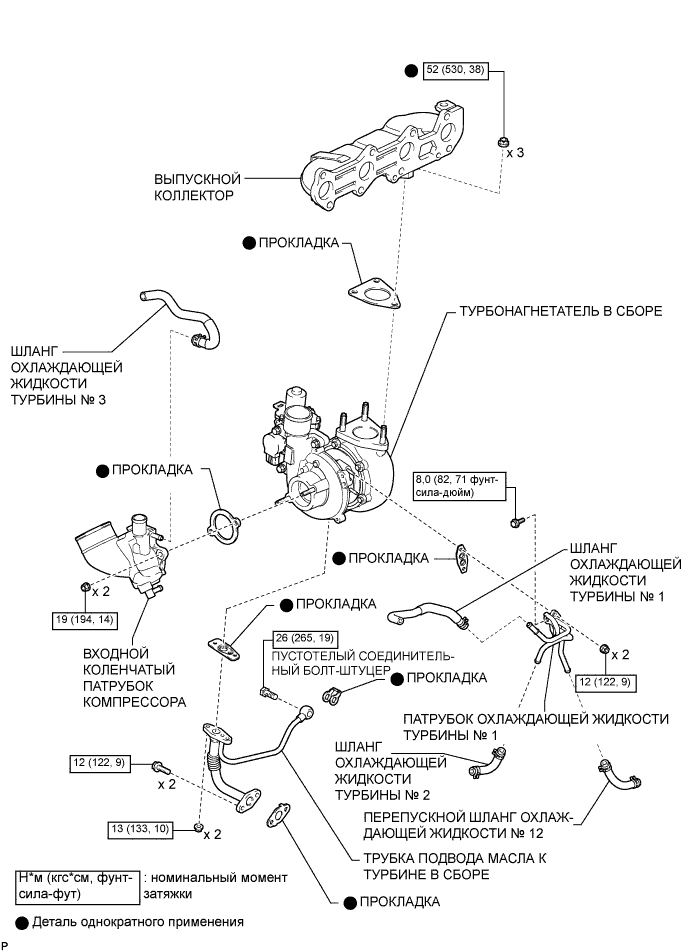 52 (530, 38)
x 3
ВЫПУСКНОЙ
КОЛЛЕКТОР
ПРОКЛАДКА
ТУРБОНАГНЕТАТЕЛЬ В СБОРЕ
ШЛАНГ
ОХЛАЖДАЮЩЕЙ
ЖИДКОСТИ
ТУРБИНЫ № 3
ПРОКЛАДКА
8,0 (82, 71 фунт-
сила-дюйм)
ПРОКЛАДКА
ШЛАНГ
ОХЛАЖДАЮЩЕЙ
ЖИДКОСТИ
ТУРБИНЫ № 1
x 2
19 (194, 14)
ПРОКЛАДКА
26 (265, 19)
ПУСТОТЕЛЫЙ СОЕДИНИТЕЛЬ-
НЫЙ БОЛТ-ШТУЦЕР
ВХОДНОЙ
КОЛЕНЧАТЫЙ
ПАТРУБОК
КОМПРЕССОРА
x 2
12 (122, 9)
ПРОКЛАДКА
ПАТРУБОК ОХЛАЖДАЮЩЕЙ ЖИДКОСТИ
ТУРБИНЫ № 1
12 (122, 9)
x 2
ШЛАНГ
ОХЛАЖДАЮЩЕЙ
ЖИДКОСТИ
ТУРБИНЫ № 2
ПЕРЕПУСКНОЙ ШЛАНГ ОХЛАЖ-
ДАЮЩЕЙ ЖИДКОСТИ № 12
13 (133, 10)
x 2
ТРУБКА ПОДВОДА МАСЛА К
ТУРБИНЕ В СБОРЕ
ПРОКЛАДКА
Н*м (кгс*см, фунт-
сила-фут)
: номинальный момент
затяжки
Деталь однократного применения
P